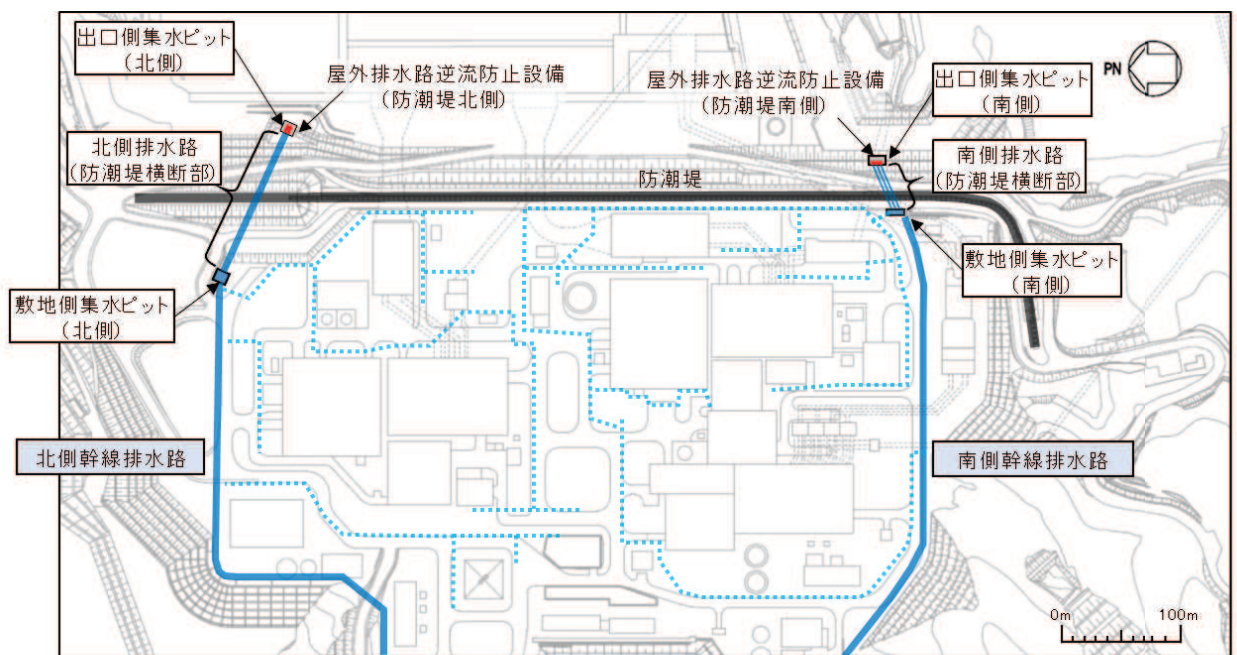 出口側集水ピット
(北側)
屋外排水路逆流防止設備
(防潮堤北側)
屋外排水路逆流防止設備
(防潮堤南側)
出口側集水ピット
(南側)
PN
北側排水路
(防潮堤横断部)
防潮堤
南側排水路
(防潮堤横断部)
敷地側集水ピット
(北側)
敷地側集水ピット
(南側)
北側幹線排水路
南側幹線排水路
0m
100m